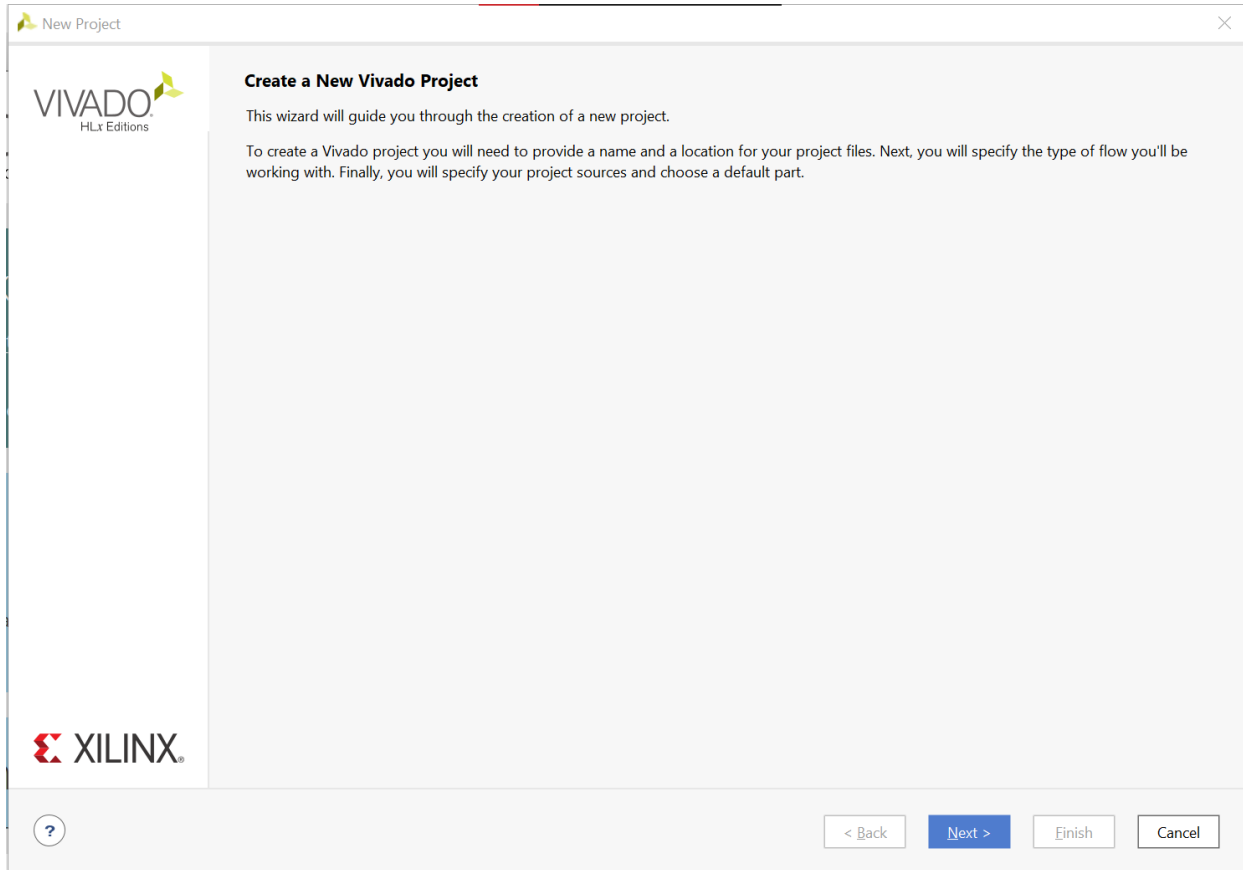 New Project
VIVADO.
HLx Editions
Create a New Vivado Project
This wizard will guide you through the creation of a new project.
To create a Vivado project you will need to provide a name and a location for your project files. Next, you will specify the type of flow you'll be
working with. Finally, you will specify your project sources and choose a default part.
XILINX®
?
< Back
Next >
Finish
Cancel